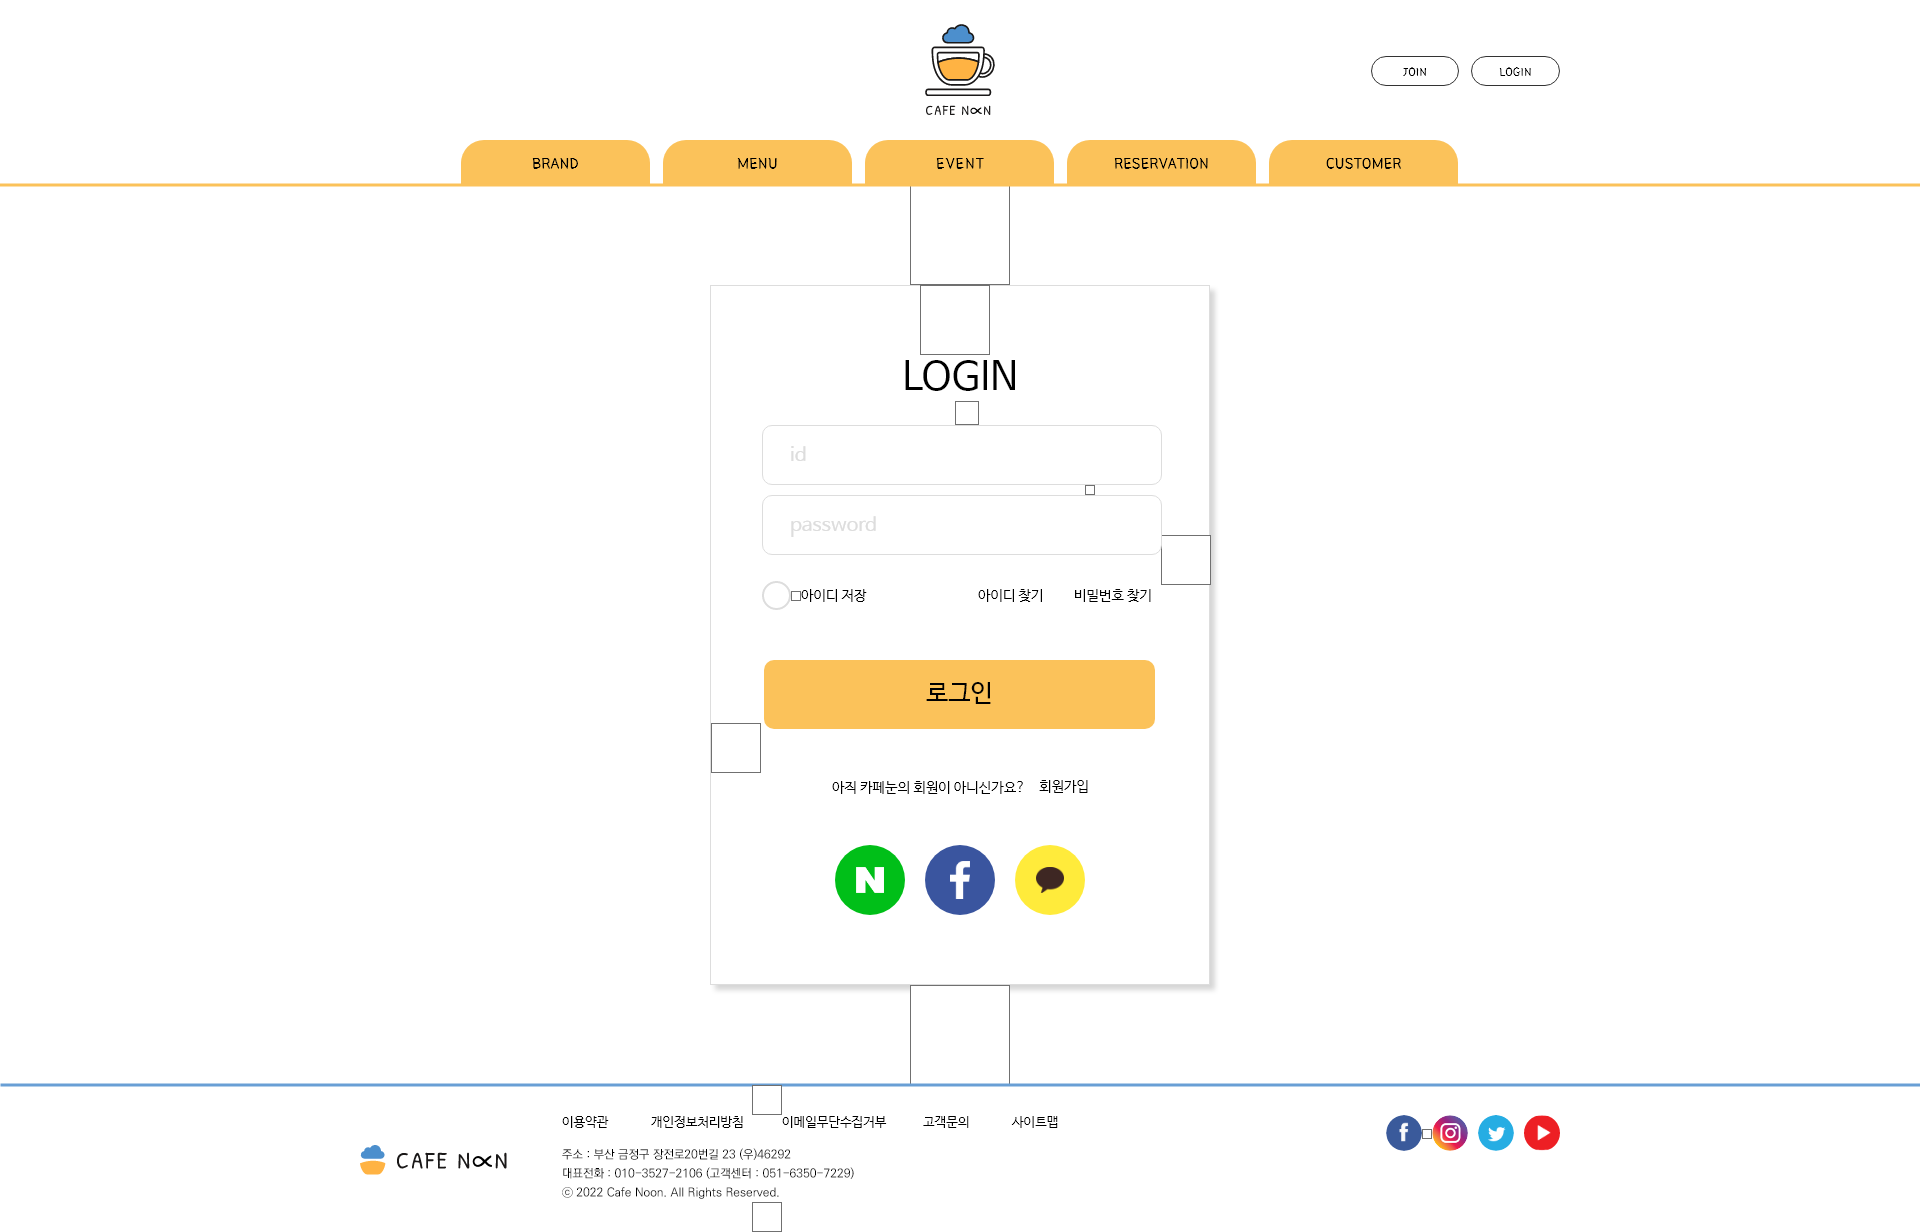 CAFE NOON
JOIN
LOGIN
BRAND
MENU
EVENT
RESERVATION
CUSTOMER
LOGIN
id
password
아이디 저장
아이디 찾기
비밀번호 찾기
로그인
아직 카페눈의 회원이 아니신가요? 회원가입
이용약관
개인정보처리방침
이메일무단수집거부
고객문의
사이트맵
CAFE NOON
주소 : 부산 금정구 장전로20번길 23 (우)46292
대표전화 : 010-3527-2106 (고객센터 : 051-6350-7229)
ⓒ 2022 Cafe Noon. All Rights Reserved.